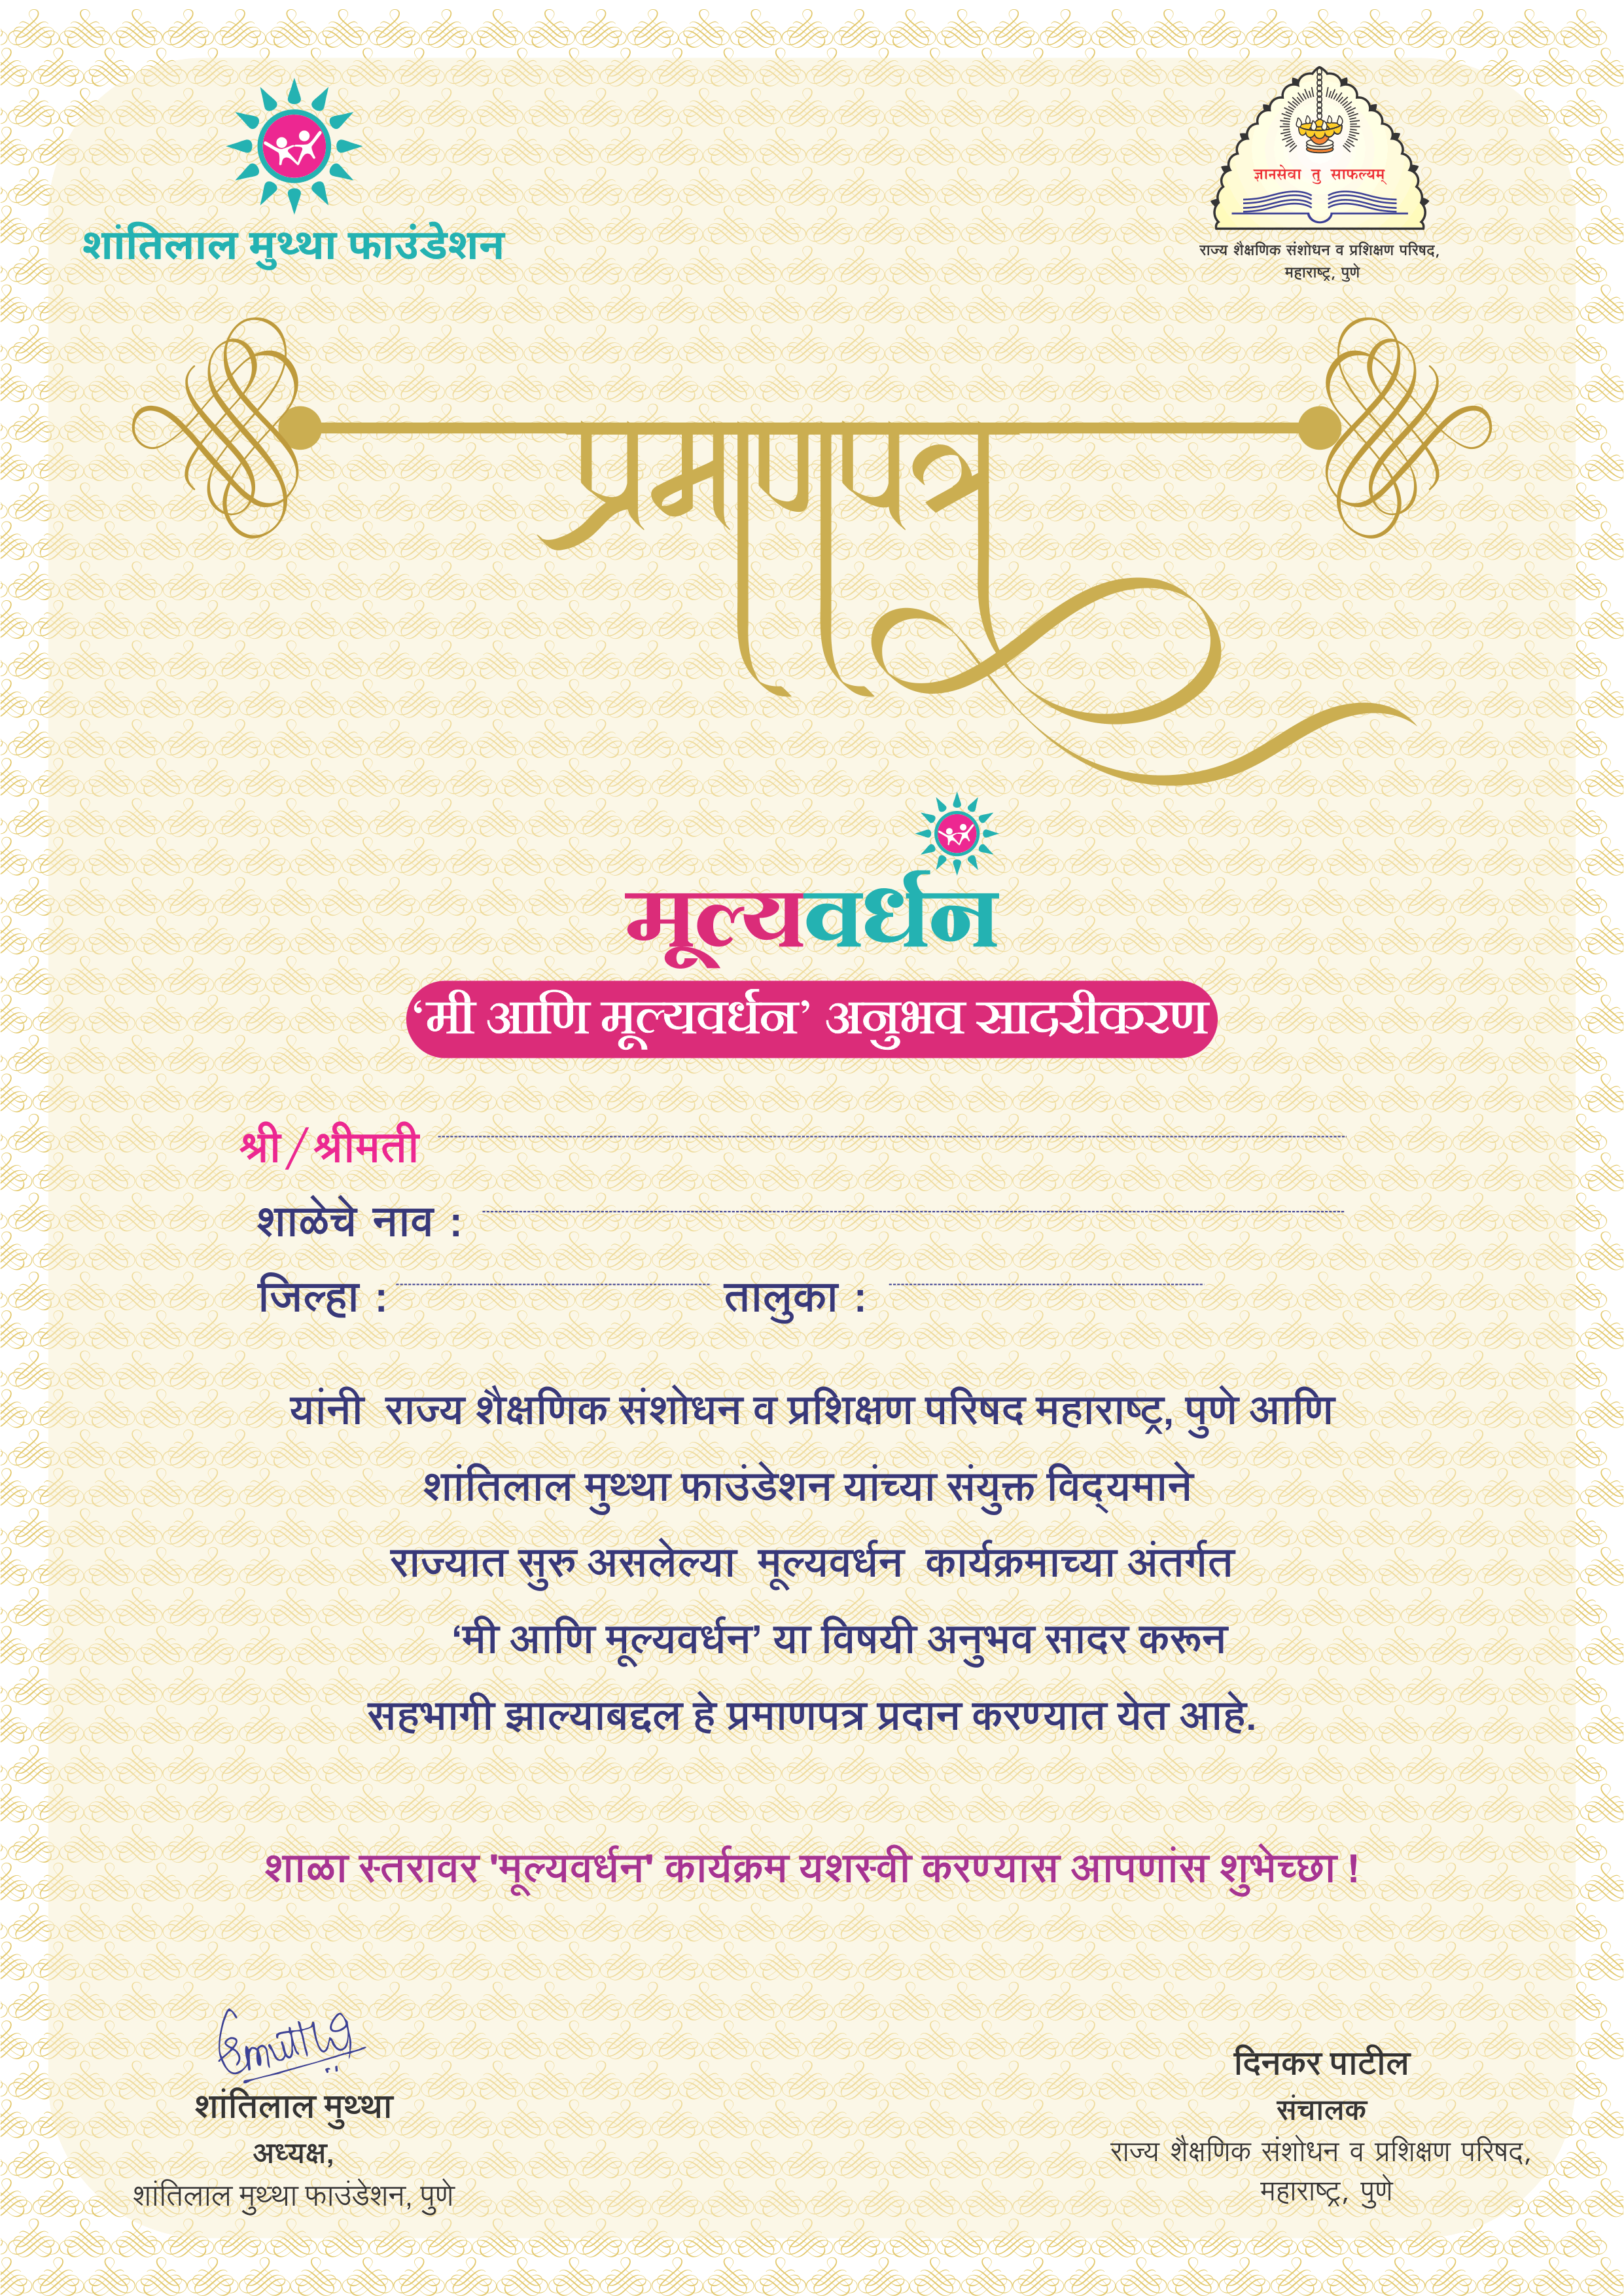 शांतिलाल मुथ्था फाउंडेशन
ज्ञानसेवा तु साफल्यम्
राज्य शैक्षणिक संशोधन व प्रशिक्षण परिषद,
महाराष्ट्र, पुणे
प्रमाणपत्र
मूल्यवर्धन
‘मी आणि मूल्यवर्धन’ अनुभव सादरीकरण
श्री/श्रीमती
शाळेचे नाव :
जिल्हा : तालुका :
यांनी राज्य शैक्षणिक संशोधन व प्रशिक्षण परिषद महाराष्ट्र, पुणे आणि
शांतिलाल मुथ्था फाउंडेशन यांच्या संयुक्त विद्‌यमाने
राज्यात सुरु असलेल्या मूल्यवर्धन कार्यक्रमाच्या अंतर्गत
‘मी आणि मूल्यवर्धन’ या विषयी अनुभव सादर करून
सहभागी झाल्याबद्दल हे प्रमाणपत्र प्रदान करण्यात येत आहे.
शाळा स्तरावर 'मूल्यवर्धन' कार्यक्रम यशस्वी करण्यास आपणांस शुभेच्छा !
Smuttha
शांतिलाल मुथ्था
अध्यक्ष,
शांतिलाल मुथ्था फाउंडेशन, पुणे
दिनकर पाटील
संचालक
राज्य शैक्षणिक संशोधन व प्रशिक्षण परिषद,
महाराष्ट्र, पुणे